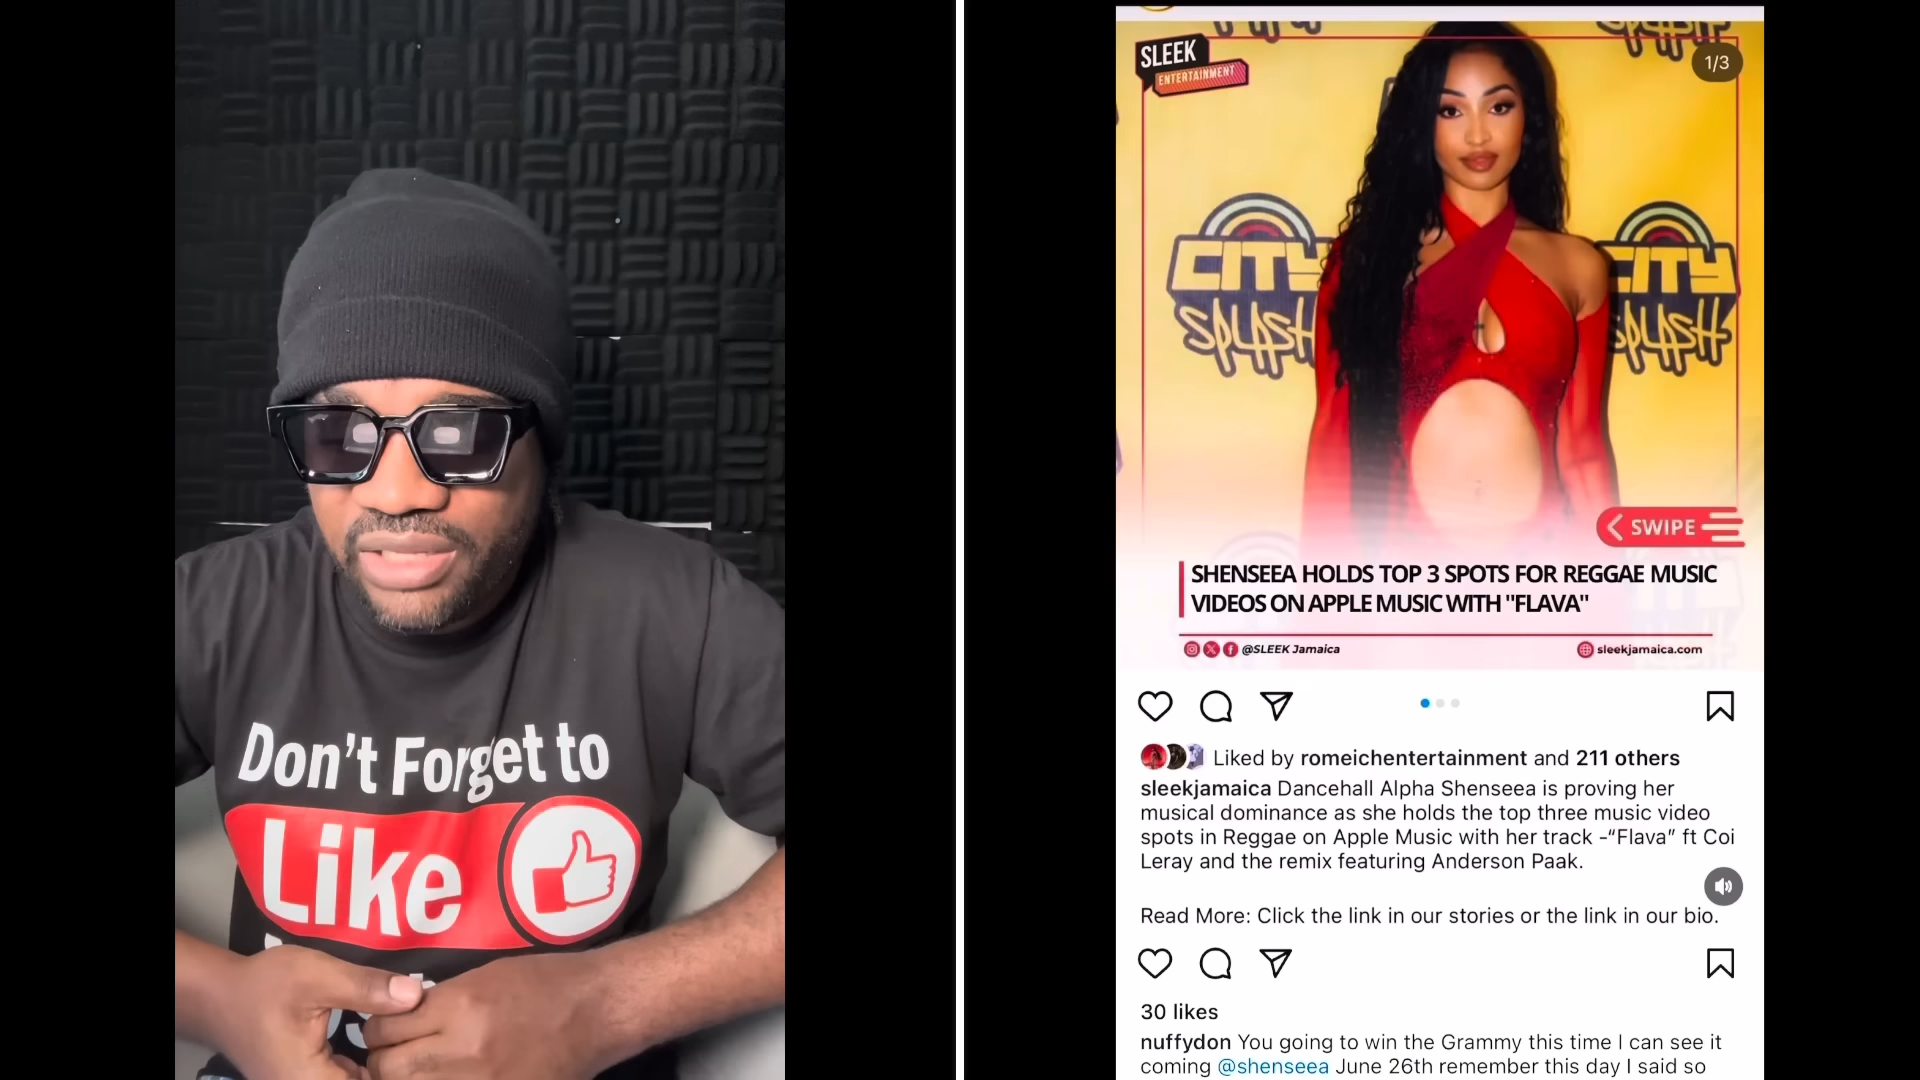 Don't Forget to
Like
SLEEK
ENTERTAINMENT
1/3
CITY
SPLASH
CITY
SPLASH
SWIPE
SHENSEEA HOLDS TOP 3 SPOTS FOR REGGAE MUSIC
VIDEOS ON APPLE MUSIC WITH "FLAVA"
@SLEEK Jamaica
sleekjamaica.com
Liked by romeichentertainment and 211 others
sleekjamaica Dancehall Alpha Shenseea is proving her
musical dominance as she holds the top three music video
spots in Reggae on Apple Music with her track -“Flava” ft Coi
Leray and the remix featuring Anderson Paak.
Read More: Click the link in our stories or the link in our bio.
30 likes
nuffydon You going to win the Grammy this time I can see it
coming @shenseea June 26th remember this day I said so